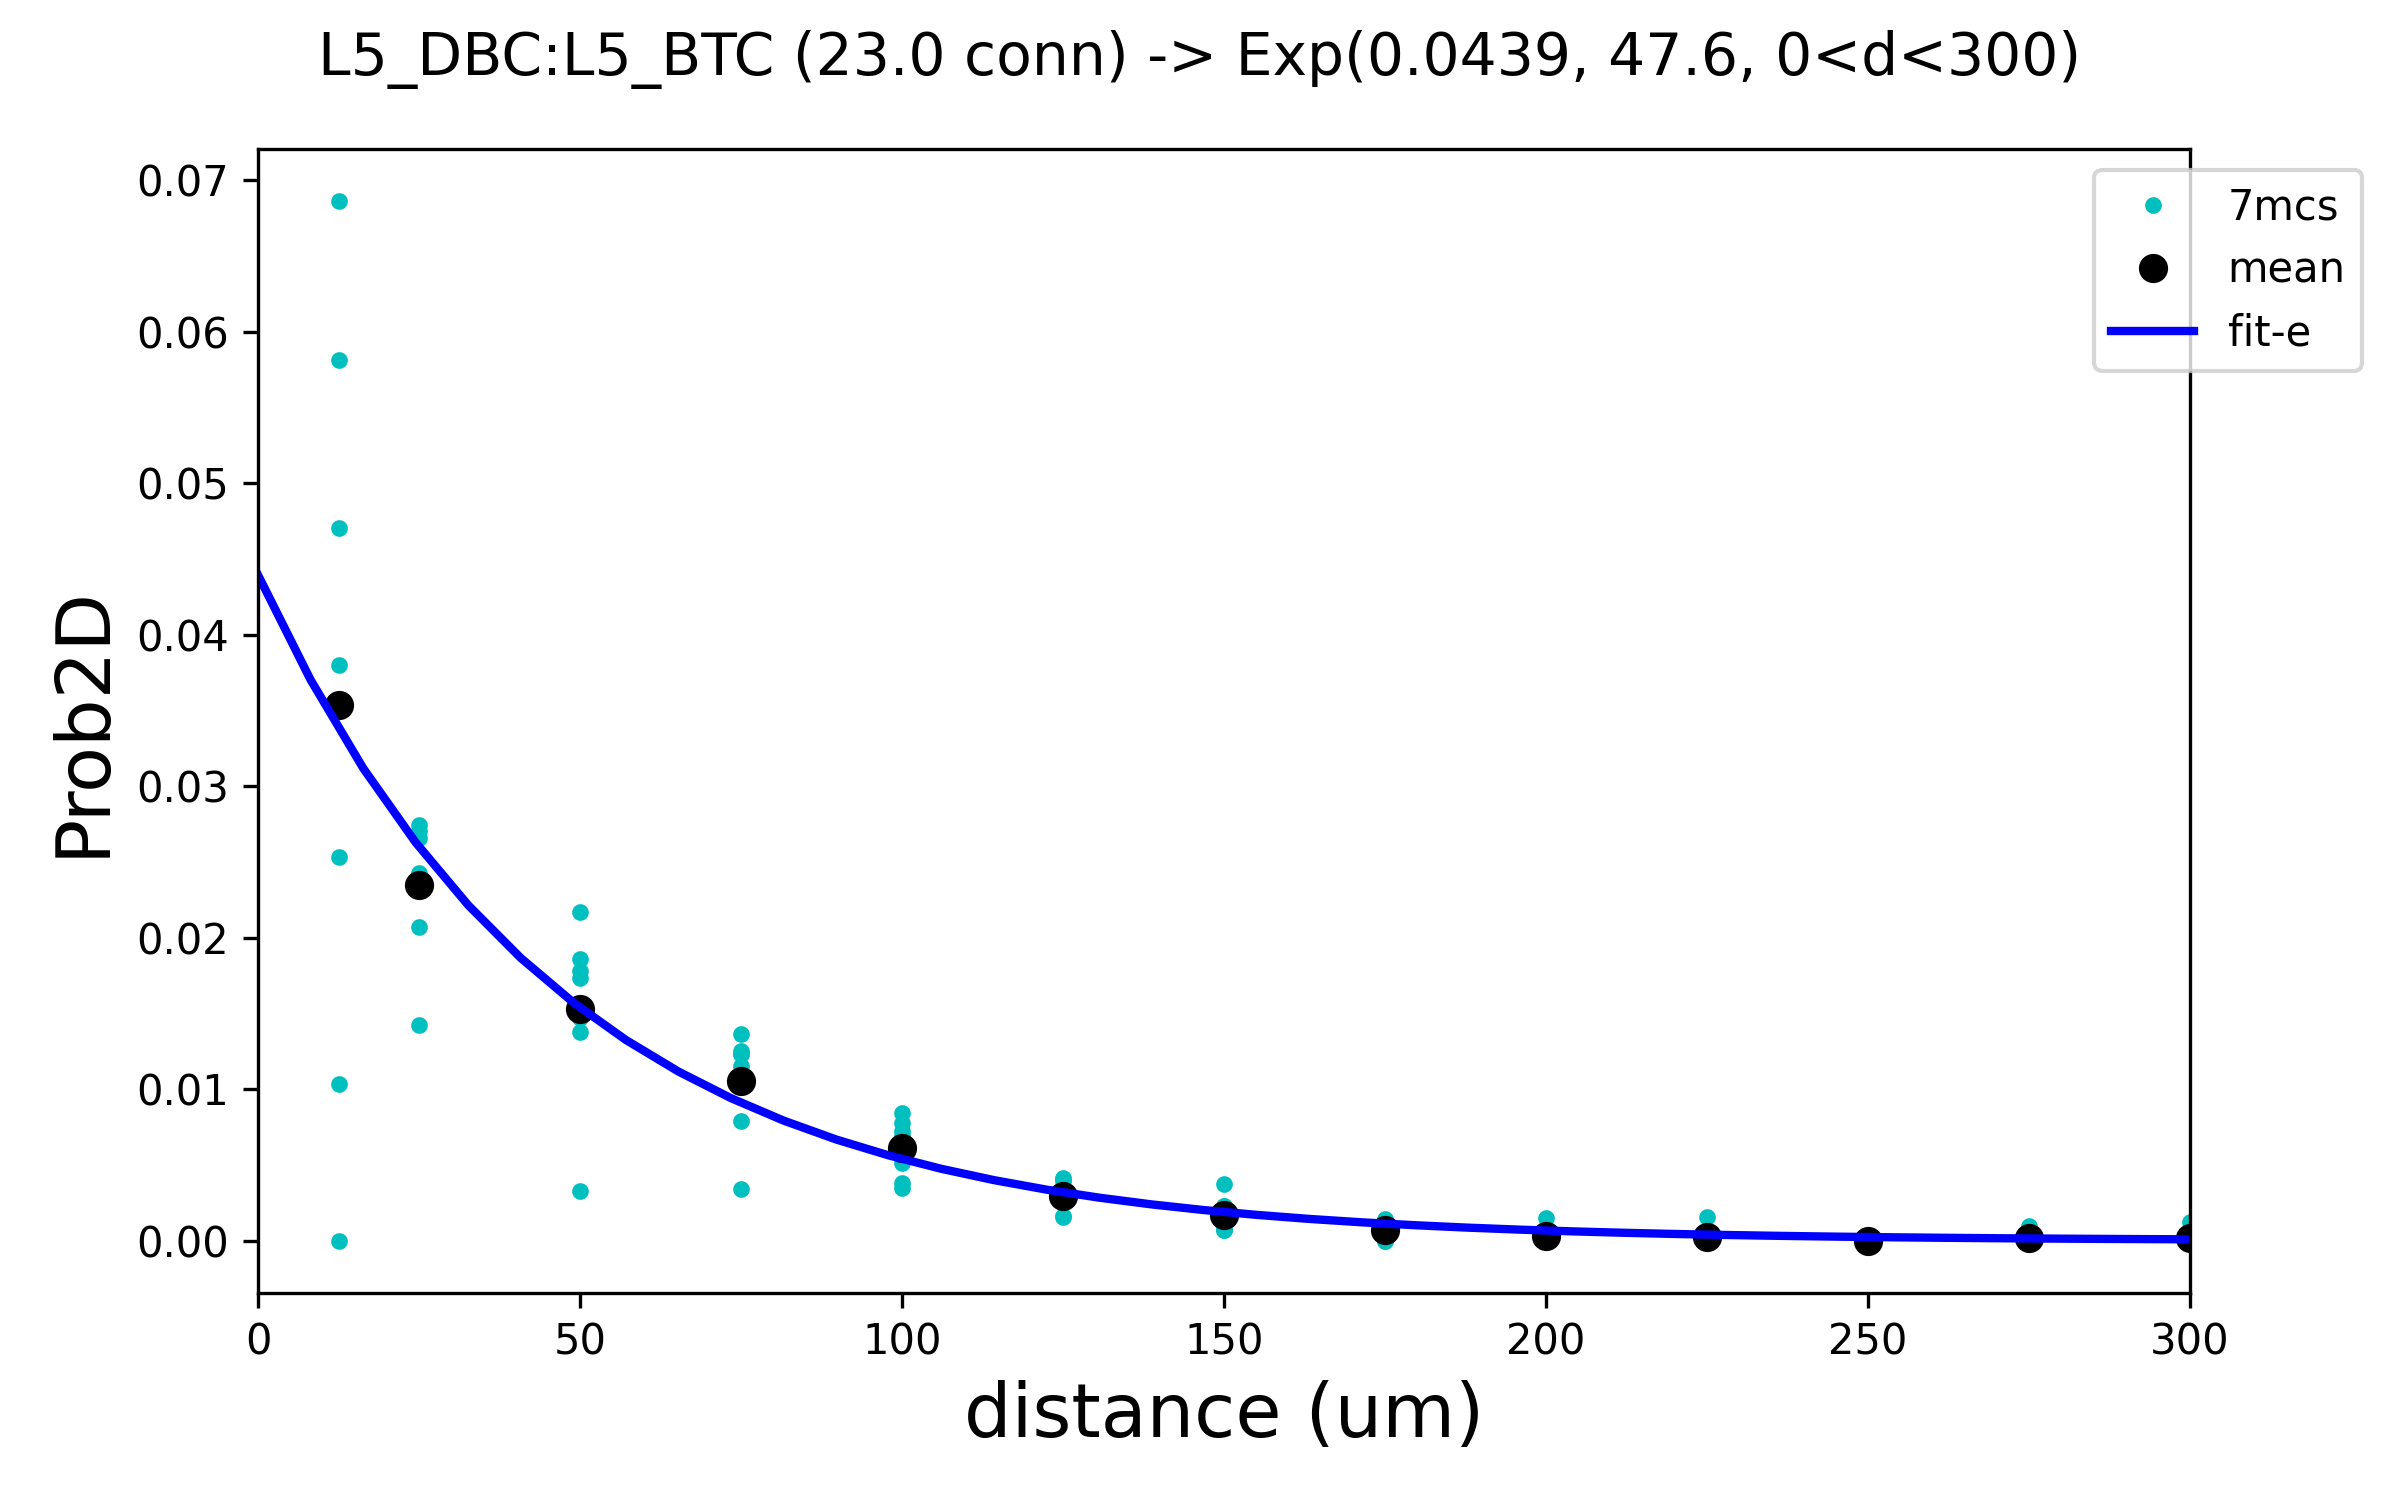 L5_DBC:L5_BTC (23.0 conn) -> Exp(0.0439, 47.6, 0<d<300)
0.07
0.06
0.05
0.04
0.03
0.02
0.01
0.00
Prob2D
7mcs
mean
fit-e
0 50 100 150 200 250 300
distance (um)